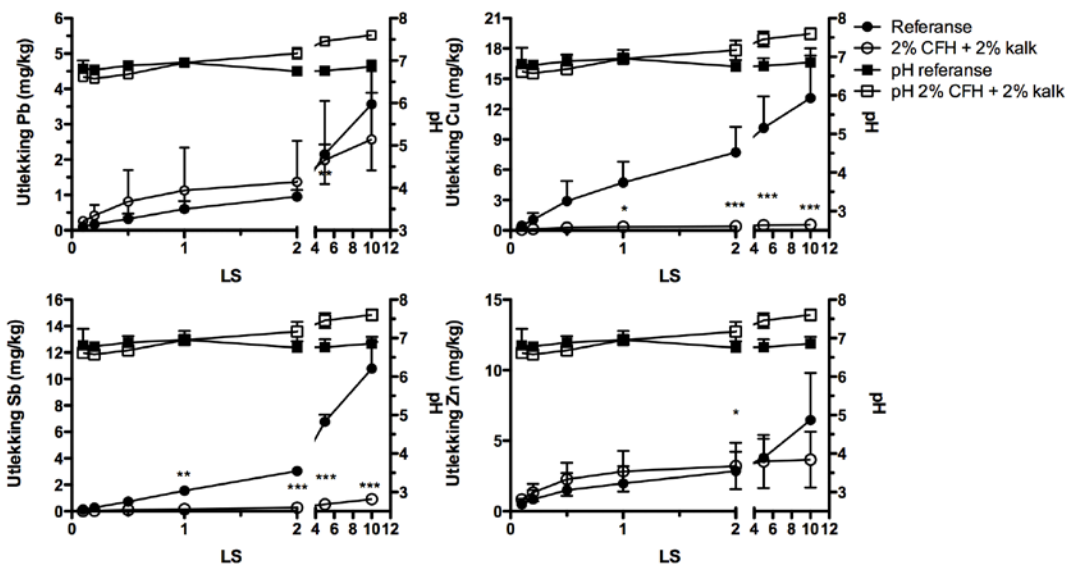 Utlekking Pb (mg/kg)
6
5
4
3
2
1
0
8
7
6
5
4
3
pH
**
0 1 2 4 6 8 10 12
LS
Utlekking Cu (mg/kg)
21
18
15
12
9
6
3
0
8
7
6
5
4
3
pH
* *** *** ***
0 1 2 4 6 8 10 12
LS
Referanse
2% CFH + 2% kalk
pH referanse
pH 2% CFH + 2% kalk
Utlekking Sb (mg/kg)
16
14
12
10
8
6
4
2
0
8
7
6
5
4
3
pH
** *** *** ***
0 1 2 4 6 8 10 12
LS
Utlekking Zn (mg/kg)
15
10
5
0
8
7
6
5
4
3
pH
*
0 1 2 4 6 8 10 12
LS